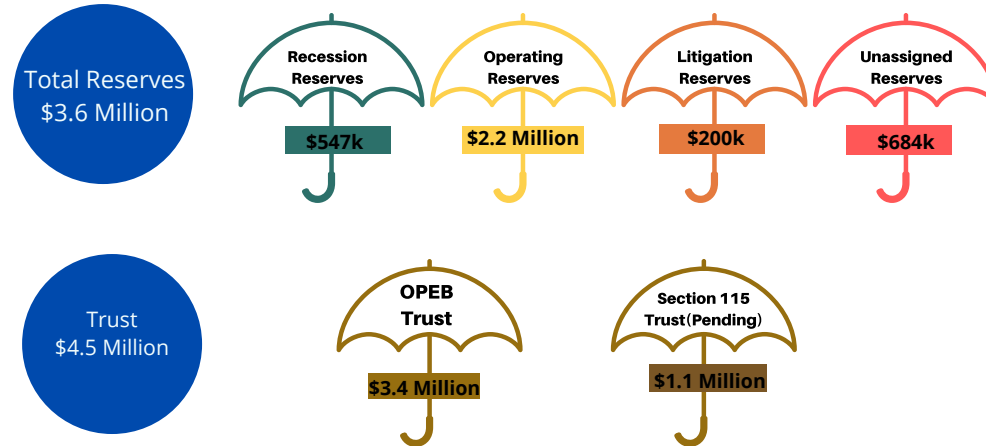 Total Reserves
$3.6 Million
Recession
Reserves
$547k
Operating
Reserves
$2.2 Million
Litigation
Reserves
$200k
Unassigned
Reserves
$684k
Trust
$4.5 Million
OPEB
Trust
$3.4 Million
Section 115
Trust(Pending)
$1.1 Million